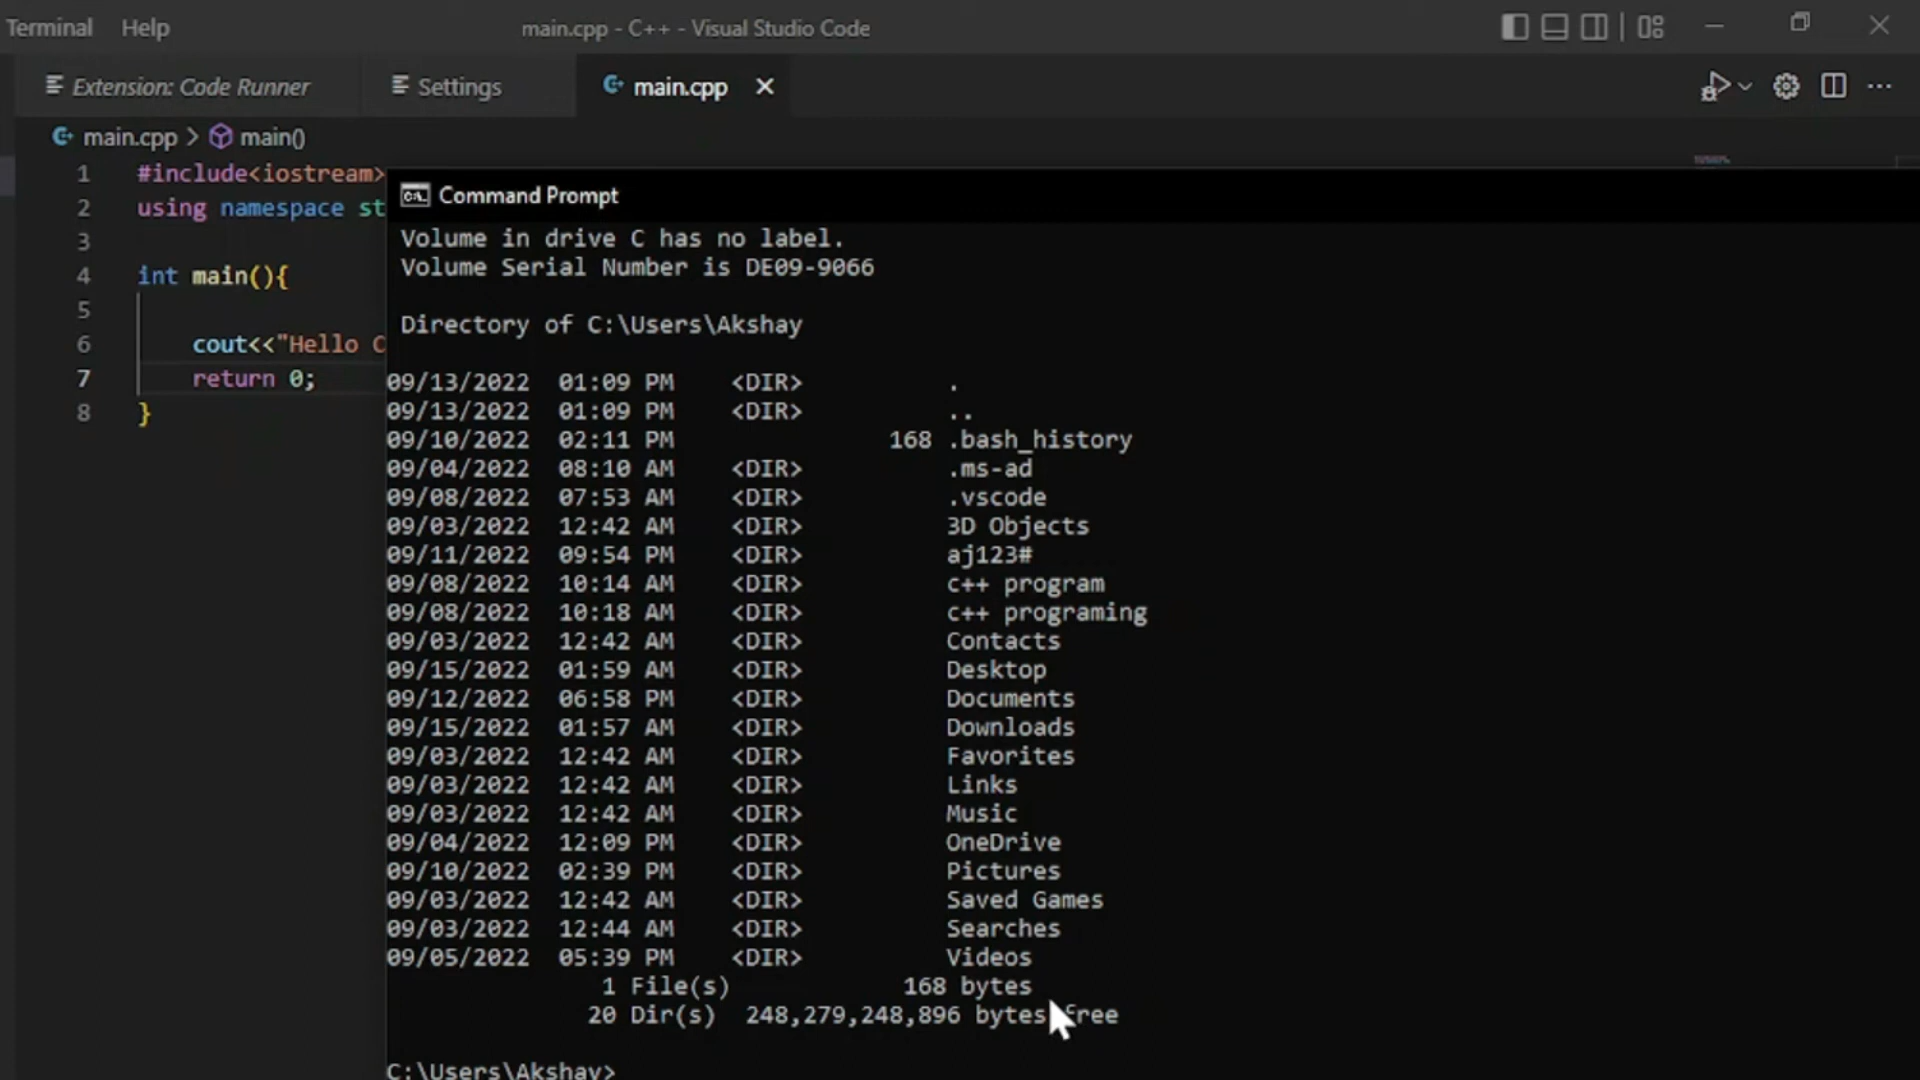 Terminal Help main.cpp - C++ - Visual Studio Code
Extension: Code Runner Settings main.cpp
main.cpp > main()
1 #include<iostream>
2 using namespace st
3
4 int main(){
5
6 cout<<"Hello C
7 return 0;
8 }
Command Prompt
Volume in drive C has no label.
Volume Serial Number is DE09-9066
Directory of C:\Users\Akshay
09/13/2022 01:09 PM <DIR> .
09/13/2022 01:09 PM <DIR> ..
09/10/2022 02:11 PM 168 .bash_history
09/04/2022 08:10 AM <DIR> .ms-ad
09/08/2022 07:53 AM <DIR> .vscode
09/03/2022 12:42 AM <DIR> 3D Objects
09/11/2022 09:54 PM <DIR> aj123#
09/08/2022 10:14 AM <DIR> c++ program
09/08/2022 10:18 AM <DIR> c++ programing
09/03/2022 12:42 AM <DIR> Contacts
09/15/2022 01:59 AM <DIR> Desktop
09/12/2022 06:58 PM <DIR> Documents
09/15/2022 01:57 AM <DIR> Downloads
09/03/2022 12:42 AM <DIR> Favorites
09/03/2022 12:42 AM <DIR> Links
09/03/2022 12:42 AM <DIR> Music
09/04/2022 12:09 PM <DIR> OneDrive
09/10/2022 02:39 PM <DIR> Pictures
09/03/2022 12:42 AM <DIR> Saved Games
09/03/2022 12:44 AM <DIR> Searches
09/05/2022 05:39 PM <DIR> Videos
1 File(s) 168 bytes
20 Dir(s) 248,279,248,896 bytes free
C:\Users\Akshay>